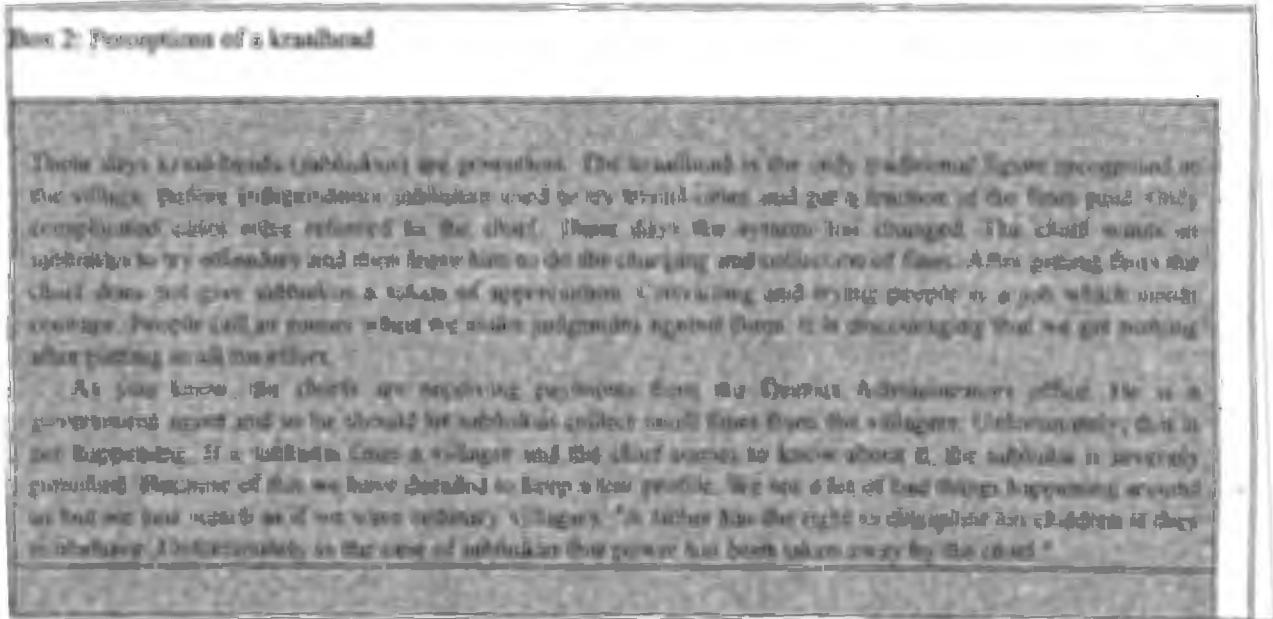 Box 2: Perceptions of a kraalhead
These days kraalheads (sabhukus) are powerless. The kraalhead is the only traditional figure recognised in
the village. Before independence sabhukus used to try trivial cases and get a fraction of the fines paid. Only
complicated cases were referred to the chief. These days the system has changed. The chief wants
sabhukus to try offenders and then leave him to do the charging and collection of fines. After getting fines the
chief does not give sabhukus a token of appreciation. Convicting and trying people is a job which needs
courage. People call us names when we make judgments against them. It is discouraging that we get nothing
after putting in all the effort.
As you know, the chiefs are receiving payments from the District Administrator's office. He is a
government agent and so he should let sabhukus collect small fines from the villagers. Unfortunately, this is
not happening. If a sabhuku fines a villager and the chief comes to know about it, the sabhuku is severely
punished. Because of this we have decided to keep a low profile. We see a lot of bad things happening around
us but we just watch as if we were ordinary villagers. "A father has the right to discipline his children if they
misbehave. Unfortunately in the case of sabhukus this power has been taken away by the chief."